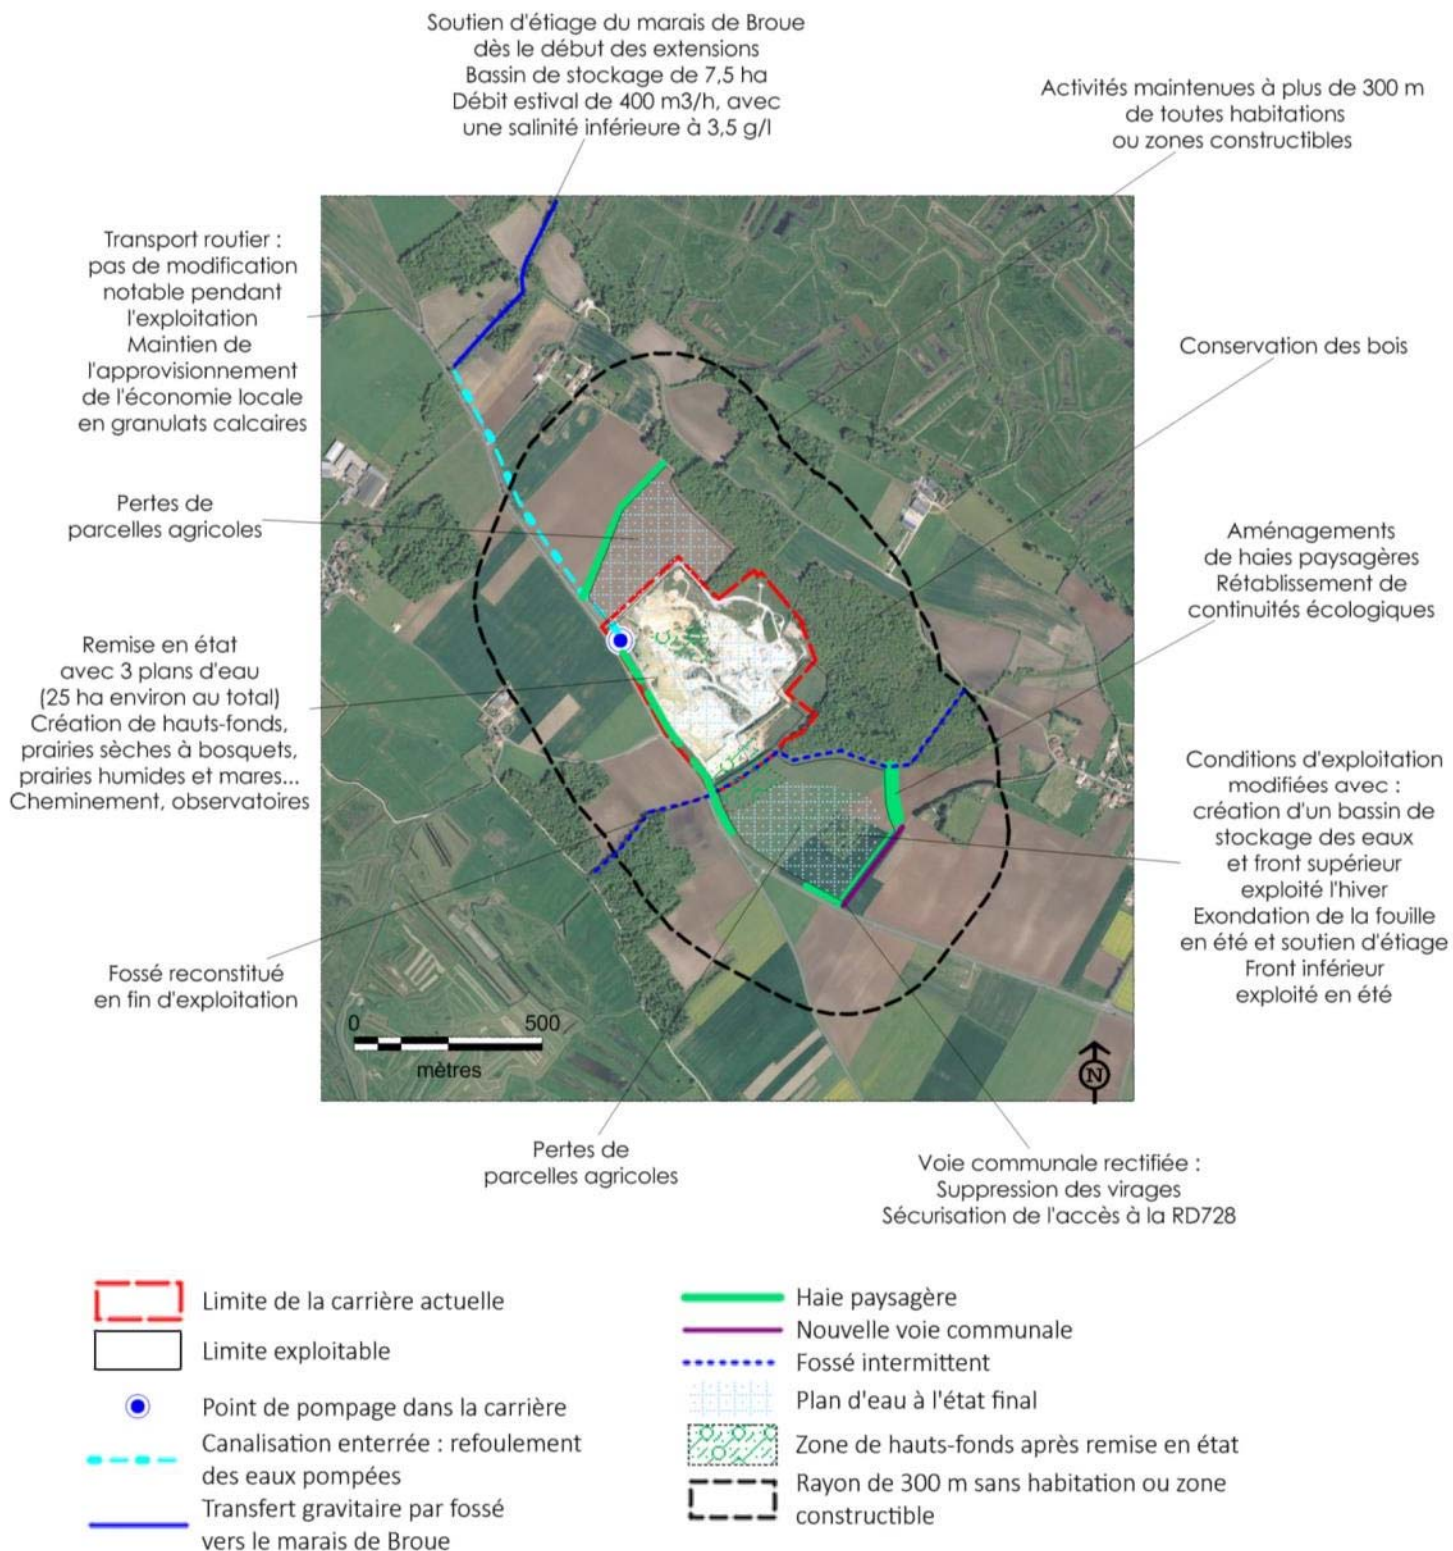 Soutien d'étiage du marais de Broue
dès le début des extensions
Bassin de stockage de 7,5 ha
Débit estival de 400 m3/h, avec
une salinité inférieure à 3,5 g/l
Activités maintenues à plus de 300 m
de toutes habitations
ou zones constructibles
Transport routier :
pas de modification
notable pendant
l'exploitation
Maintien de
l'approvisionnement
de l'économie locale
en granulats calcaires
Conservation des bois
Pertes de
parcelles agricoles
Aménagements
de haies paysagères
Rétablissement de
continuités écologiques
Remise en état
avec 3 plans d'eau
(25 ha environ au total)
Création de hauts-fonds,
prairies sèches à bosquets,
prairies humides et mares...
Cheminement, observatoires
Conditions d'exploitation
modifiées avec :
création d'un bassin de
stockage des eaux
et front supérieur
exploité l'hiver
Exondation de la fouille
en été et soutien d'étiage
Front inférieur
exploité en été
Fossé reconstitué
en fin d'exploitation
0 500
mètres
N
Pertes de
parcelles agricoles
Voie communale rectifiée :
Suppression des virages
Sécurisation de l'accès à la RD728
Limite de la carrière actuelle
Limite exploitable
Point de pompage dans la carrière
Canalisation enterrée : refoulement
des eaux pompées
Transfert gravitaire par fossé
vers le marais de Broue
Haie paysagère
Nouvelle voie communale
Fossé intermittent
Plan d'eau à l'état final
Zone de hauts-fonds après remise en état
Rayon de 300 m sans habitation ou zone
constructible